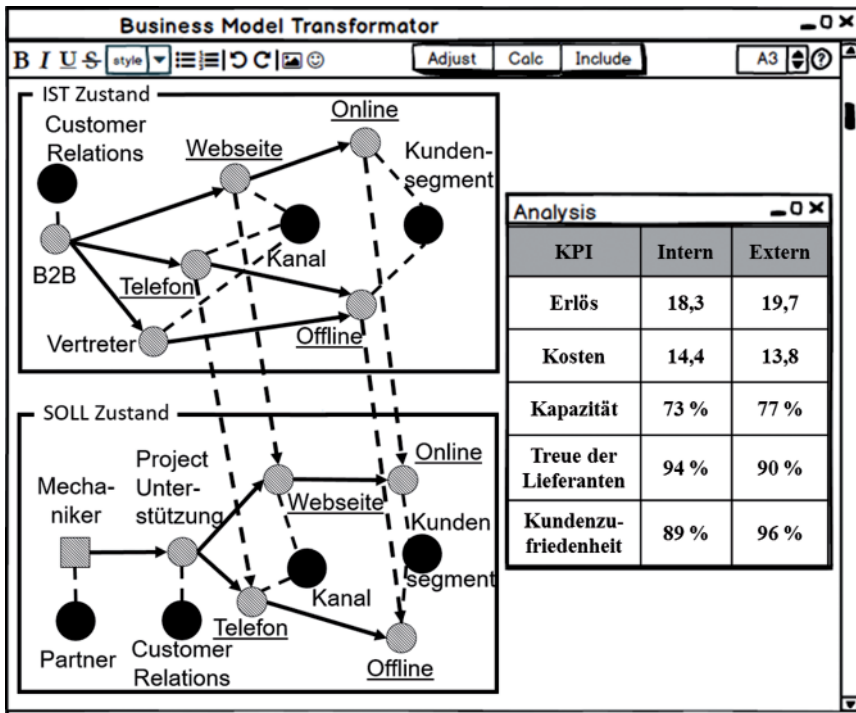 Business Model Transformator
B I U S style Adjust Calc Include A3 ?
IST Zustand
Customer
Relations
Webseite
Online
Kunden-
segment
B2B
Telefon
Kanal
Vertreter
Offline
SOLL Zustand
Mecha-
niker
Project
Unter-
stützung
Webseite
Online
Kunden
segment
Kanal
Telefon
Partner
Customer
Relations
Offline
Analysis
KPI Intern Extern
Erlös 18,3 19,7
Kosten 14,4 13,8
Kapazität 73 % 77 %
Treue der
Lieferanten 94 % 90 %
Kundenzu-
friedenheit 89 % 96 %